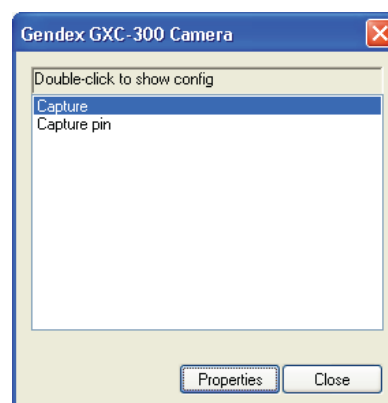 Gendex GXC-300 Camera
Double-click to show config
Capture
Capture pin
Properties
Close